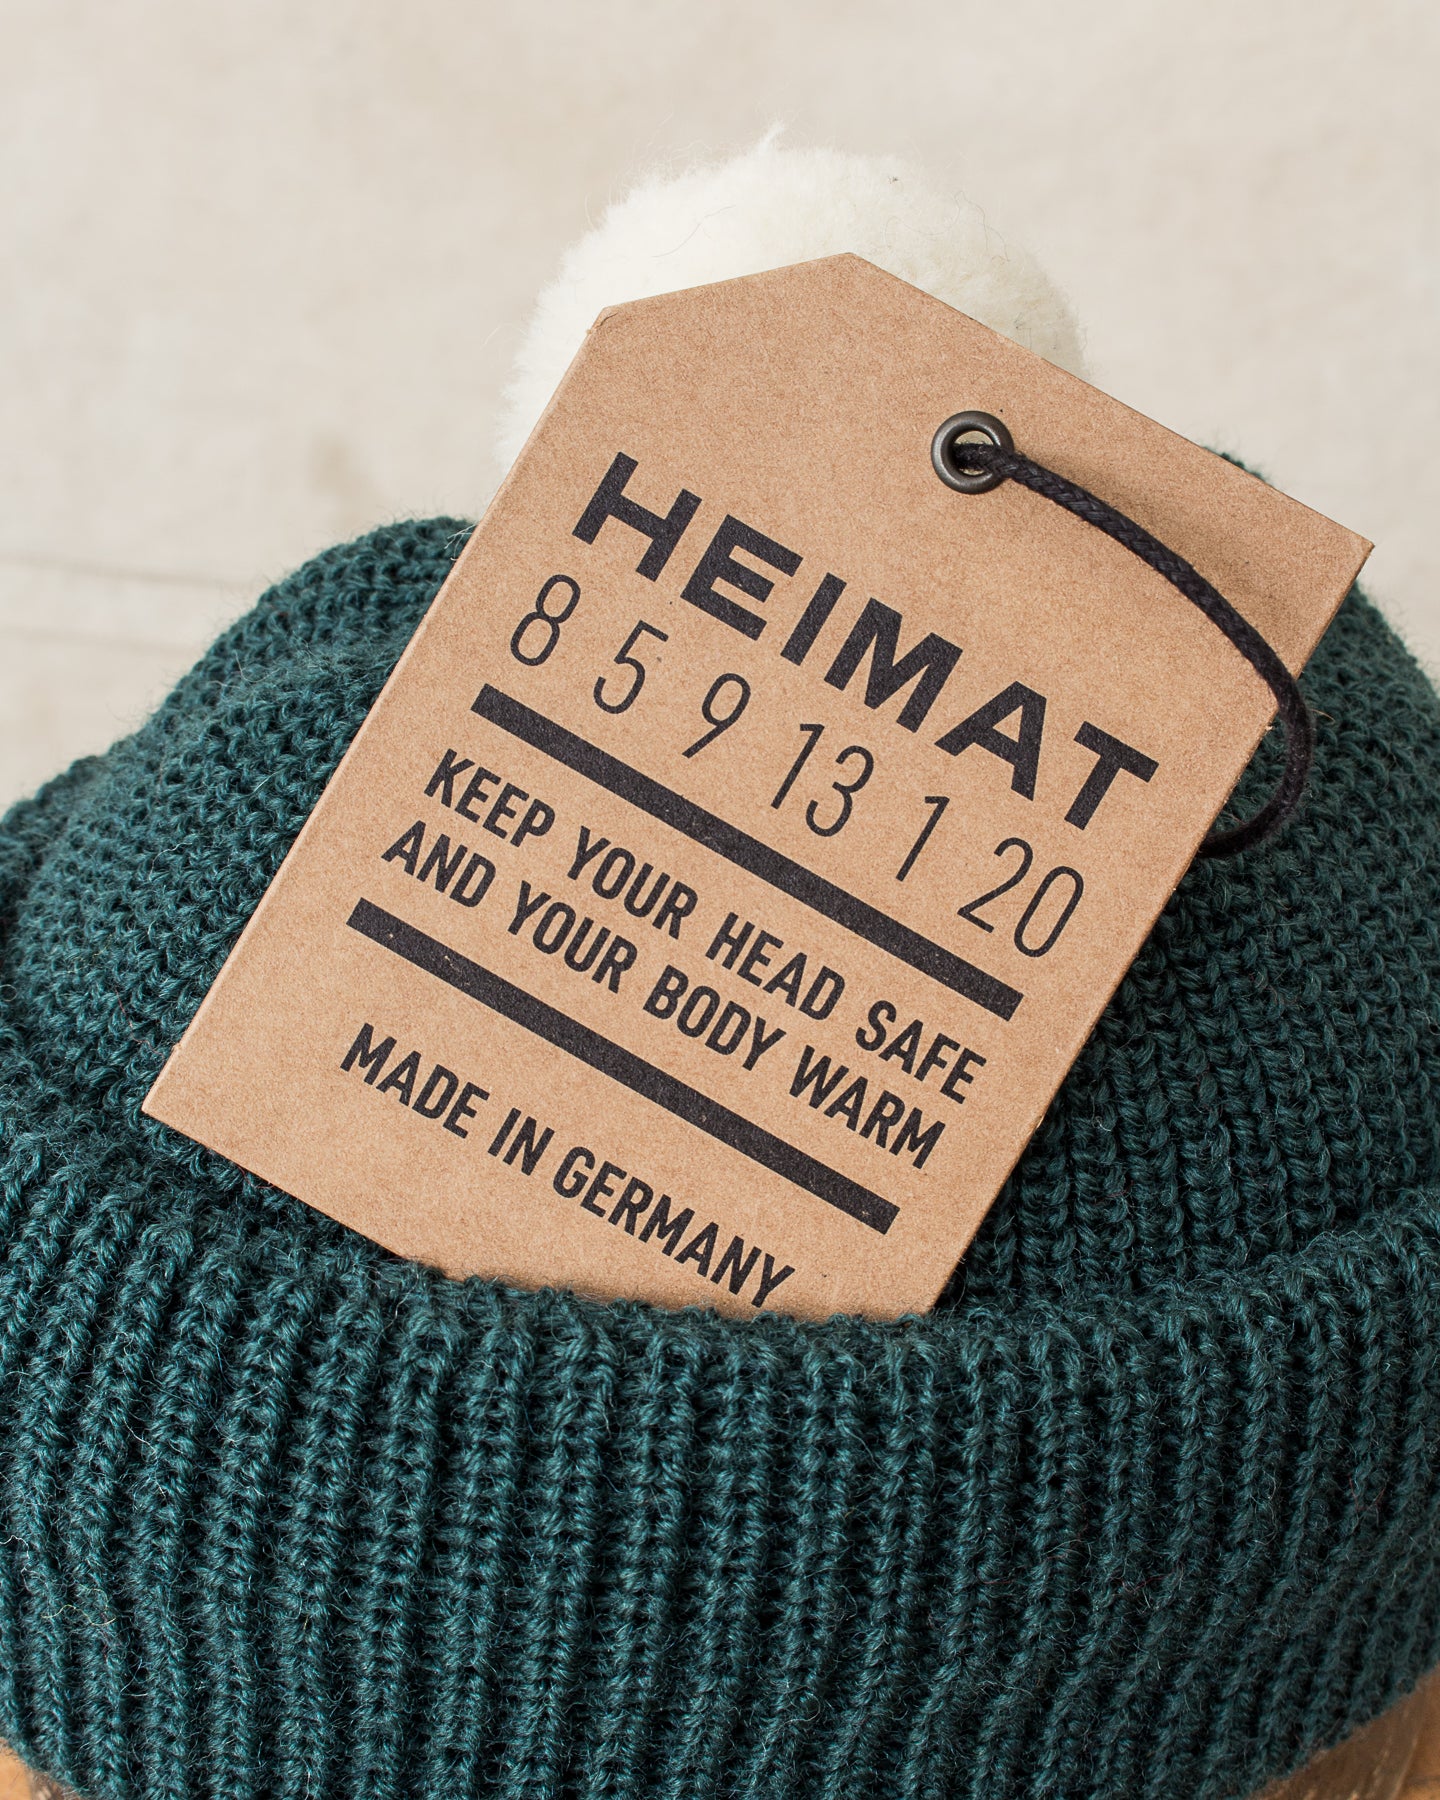 HEIMAT
8 5 9 13 1 20
KEEP YOUR HEAD SAFE
AND YOUR BODY WARM
MADE IN GERMANY